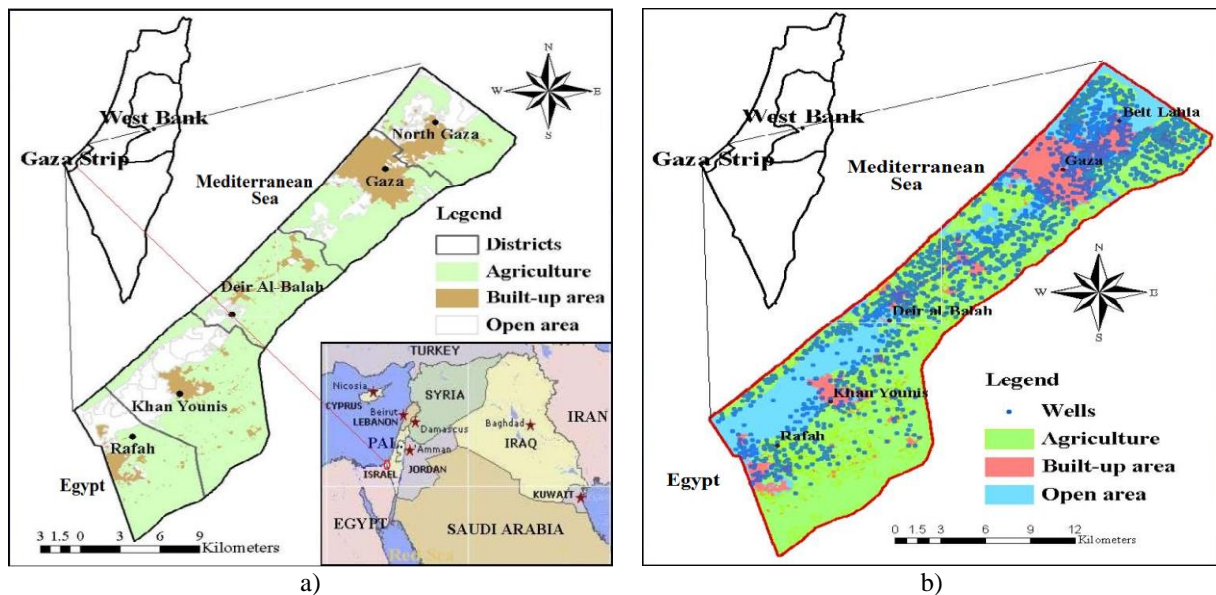 West Bank
Gaza Strip
North Gaza
Gaza
Mediterranean
Sea
Deir Al-Balah
Khan Younis
Rafah
Egypt
N
W
E
S
Legend
Districts
Agriculture
Built-up area
Open area
3 1.5 0 3 6 9
Kilometers
TURKEY
Nicosia
CYPRUS
SYRIA
Beirut
LEBANON
Damascus
Baghdad
IRAQ
IRAN
PAL
Amman
ISRAEL
JORDAN
KUWAIT
EGYPT
SAUDI ARABIA
Red Sea
a)
West Bank
Gaza Strip
Beit Lahia
Gaza
Mediterranean
Sea
Deir al-Balah
Khan Younis
Rafah
Egypt
N
W
E
S
Legend
Wells
Agriculture
Built-up area
Open area
0 1.5 3 6 9 12
Kilometers
b)